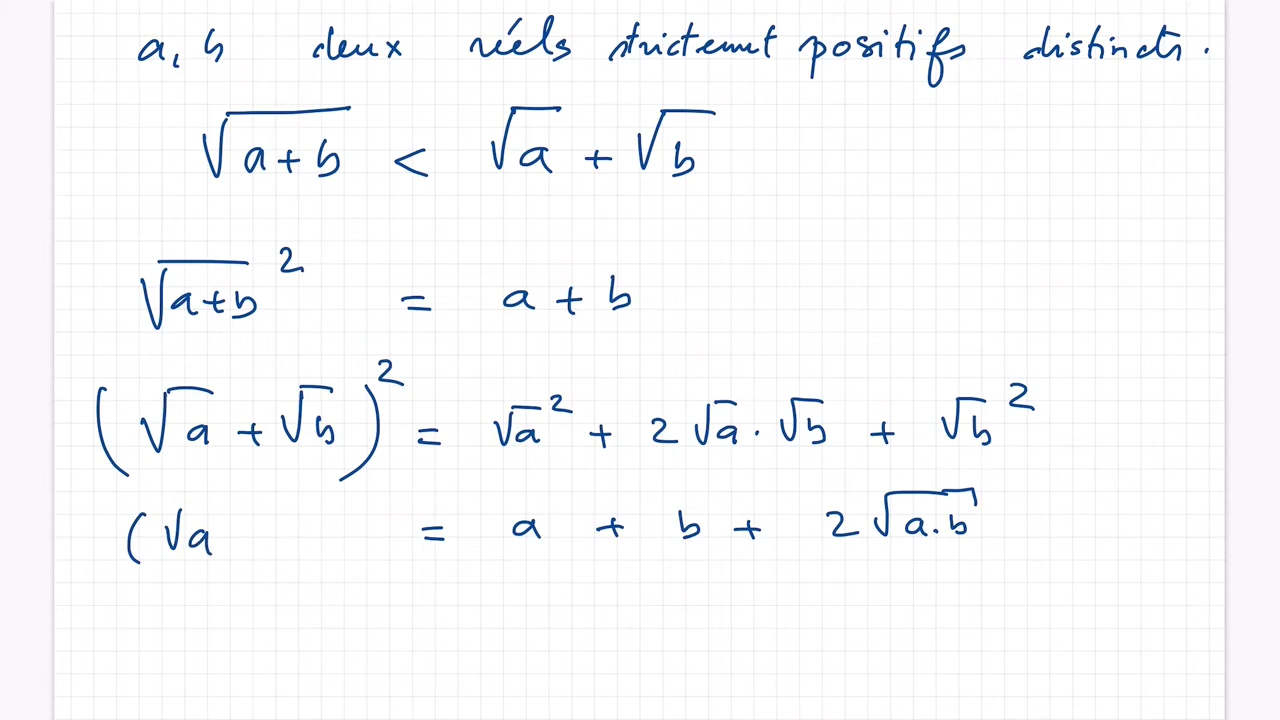 a, b deux réels strictement positifs distincts.
√(a+b) < √a + √b
√(a+b)² = a + b
(√a + √b)² = √a² + 2√a · √b + √b²
(√a = a + b + 2√(a.b)